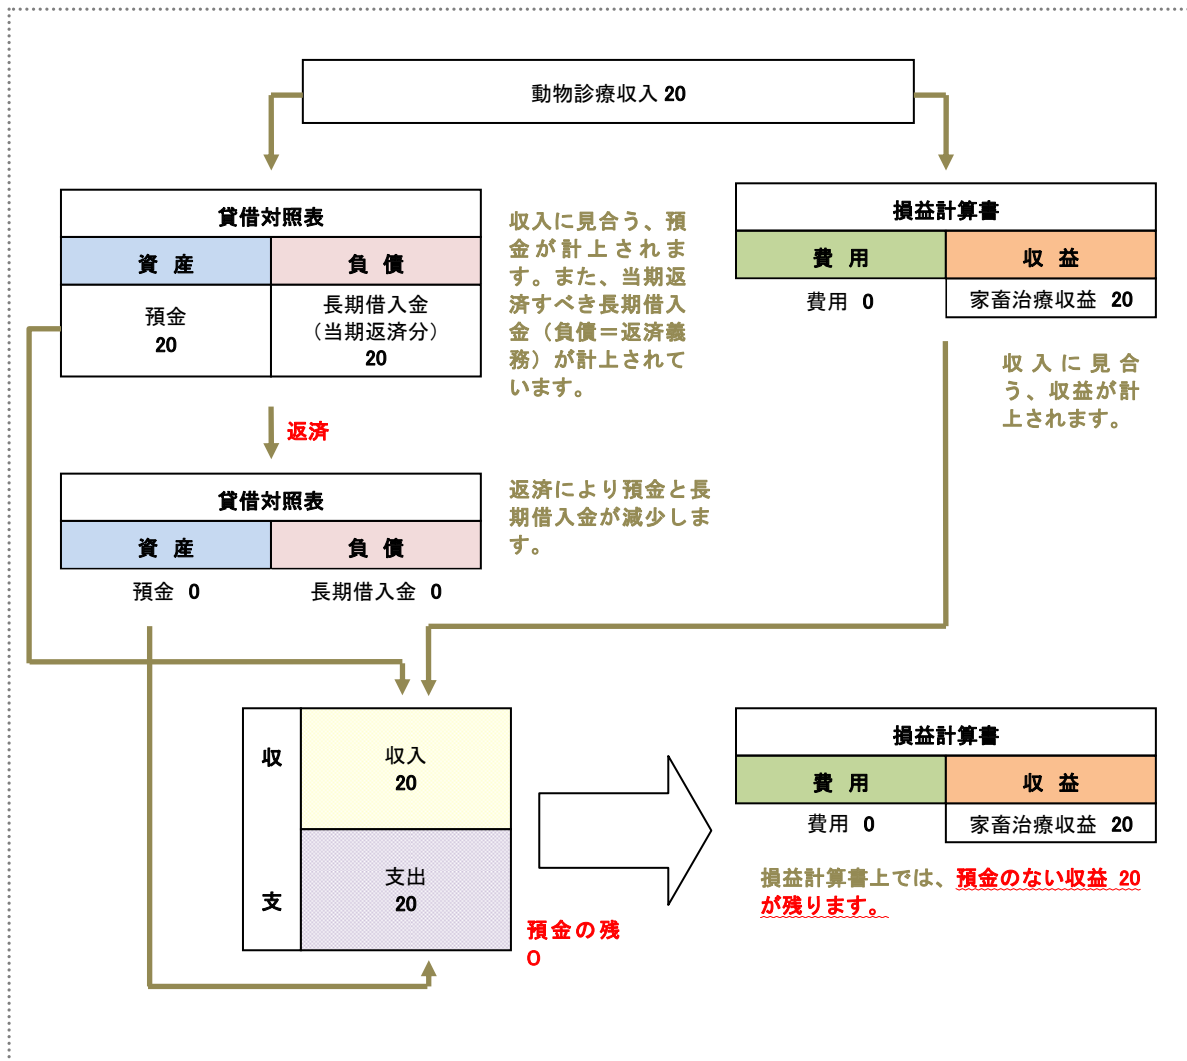 動物診療収入 20
貸借対照表
資 産
負 債
預金
20
長期借入金
（当期返済分）
20
収入に見合う、預
金が計上されま
す。また、当期返
済すべき長期借入
金（負債＝返済義
務）が計上されて
います。
損益計算書
費 用
収 益
費用 0
家畜治療収益 20
収入に見合
う、収益が計
上されます。
返済
貸借対照表
資 産
負 債
預金 0
長期借入金 0
返済により預金と長
期借入金が減少しま
す。
収
支
収入
20
支出
20
預金の残
0
損益計算書
費 用
収 益
費用 0
家畜治療収益 20
損益計算書上では、預金のない収益 20
が残ります。